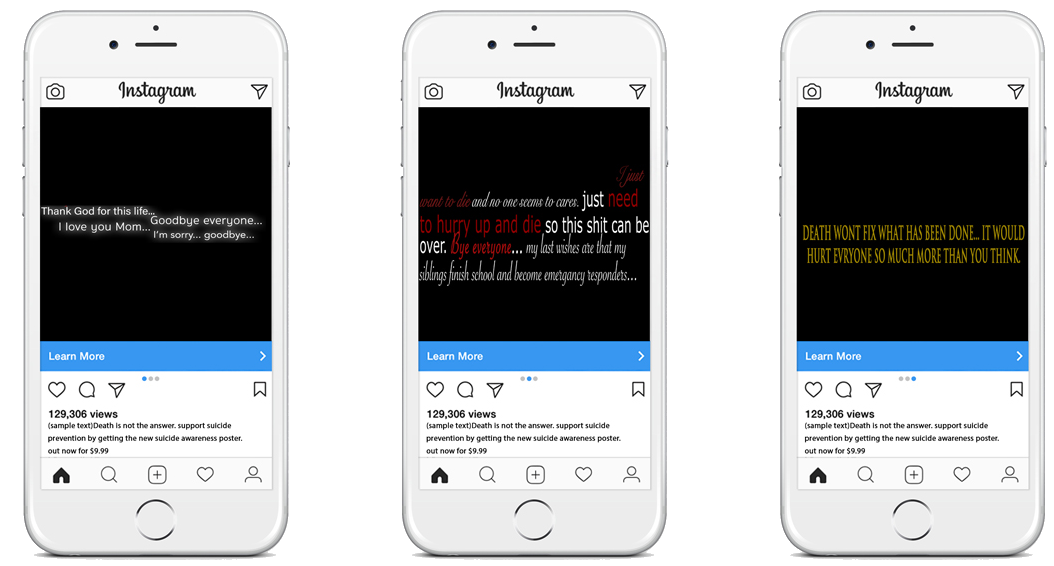 Instagram
Thank God for this life...
I love you Mom...
Goodbye everyone...
I'm sorry... goodbye...
Learn More
129,306 views
(sample text)Death is not the answer. support suicide
prevention by getting the new suicide awareness poster.
out now for $9.99
Instagram
I just
want to die and no one seems to cares. just need
to hurry up and die so this shit can be
over. Bye everyone... my last wishes are that my
siblings finish school and become emergancy responders...
Learn More
129,306 views
(sample text)Death is not the answer. support suicide
prevention by getting the new suicide awareness poster.
out now for $9.99
Instagram
DEATH WONT FIX WHAT HAS BEEN DONE... IT WOULD
HURT EVRYONE SO MUCH MORE THAN YOU THINK.
Learn More
129,306 views
(sample text)Death is not the answer. support suicide
prevention by getting the new suicide awareness poster.
out now for $9.99